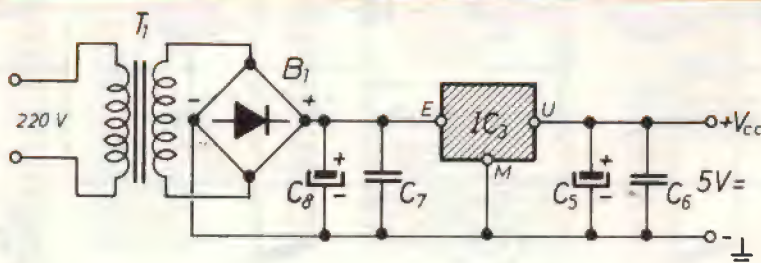 T1
220 V
B1
-
+
E
IC3
U
M
+
-
C8
C7
+
-
C5
C6
+Vcc
5V=
-